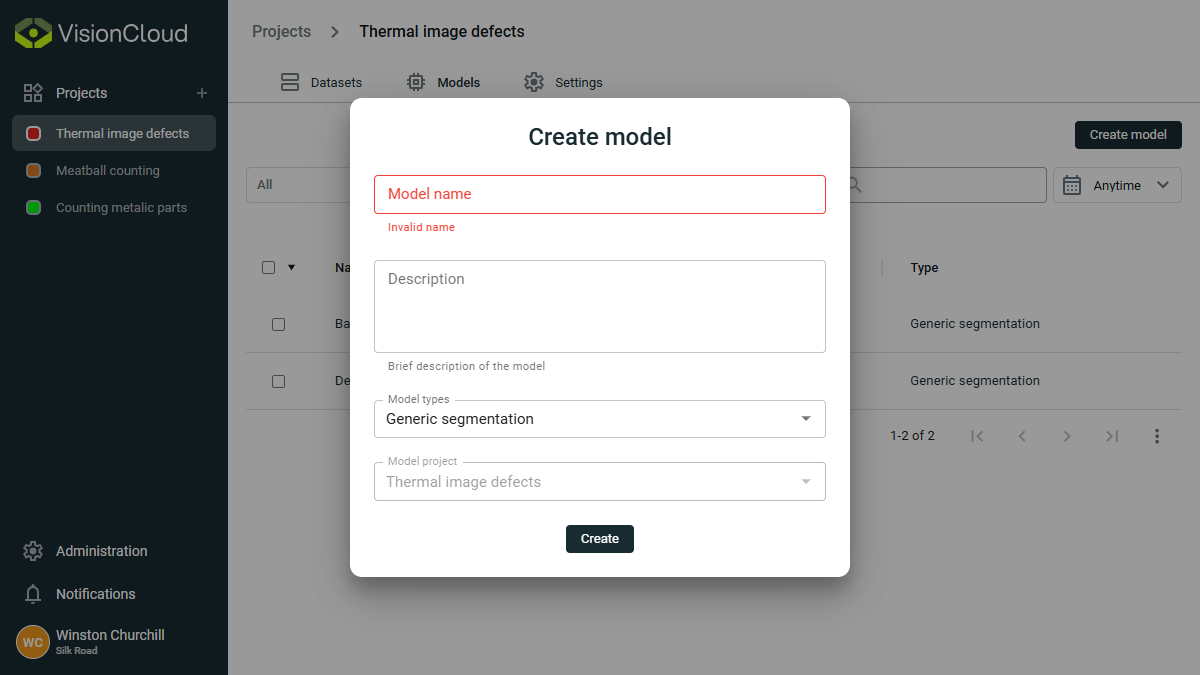 VisionCloud
Projects
Thermal image defects
Meatball counting
Counting metalic parts
Administration
Notifications
WC
Winston Churchill
Silk Road
Projects > Thermal image defects
Datasets
Models
Settings
Create model
All
Anytime
Na
Type
Ba
Generic segmentation
De
Generic segmentation
1-2 of 2
Create model
Model name
Invalid name
Description
Brief description of the model
Model types
Generic segmentation
Model project
Thermal image defects
Create